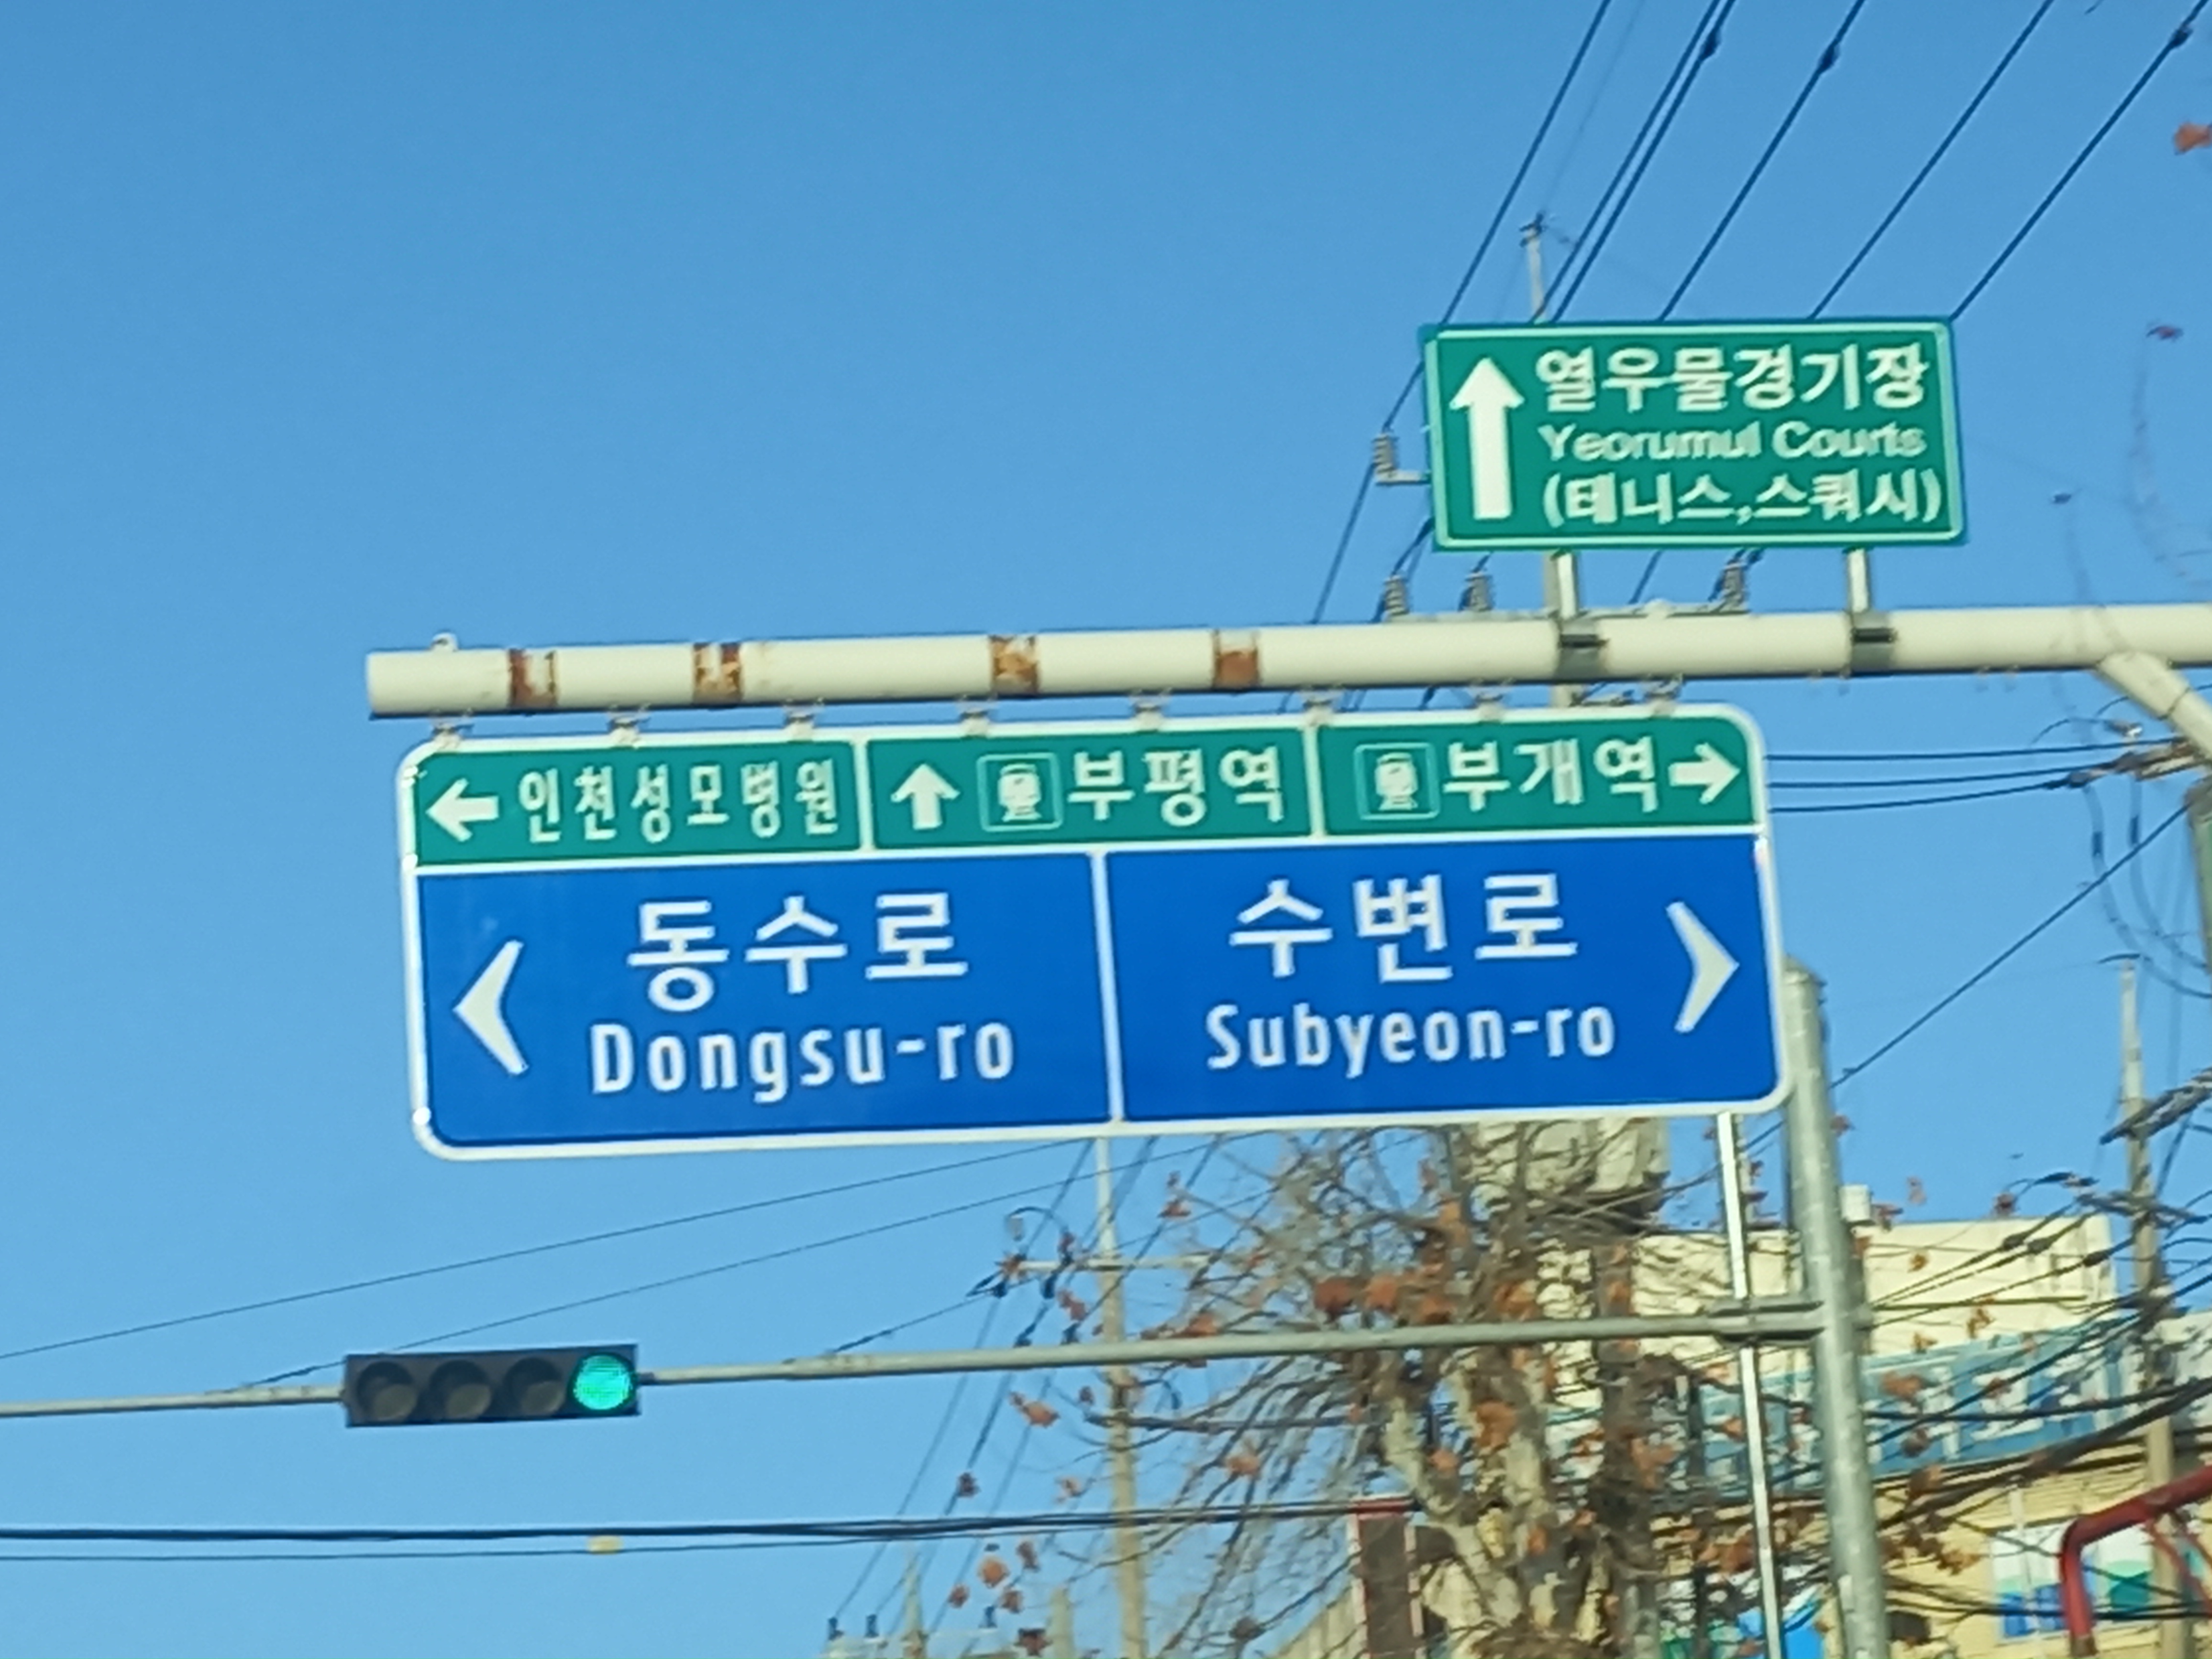 열우물경기장
Yeorumul Courts
(테니스,스쿼시)
인천성모병원
부평역
부개역
동수로
Dongsu-ro
수변로
Subyeon-ro